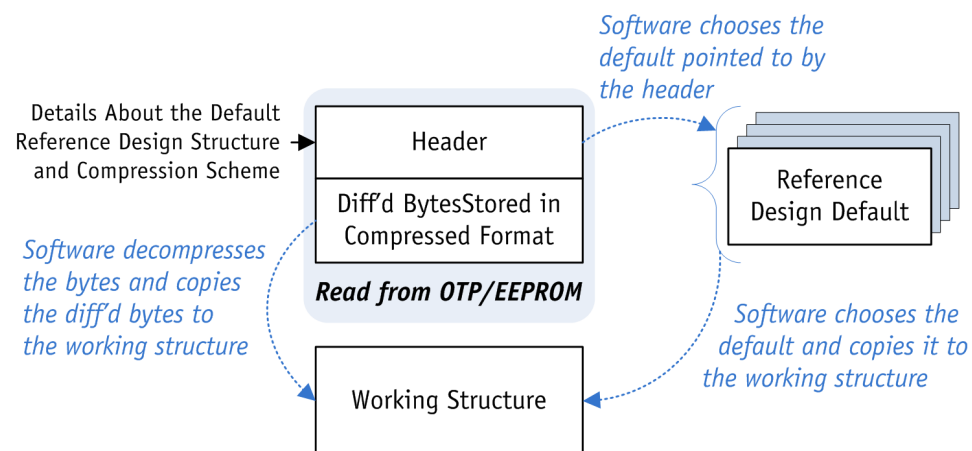 Software chooses the
default pointed to by
the header
Details About the Default
Reference Design Structure
and Compression Scheme
Header
Reference
Design Default
Diff'd BytesStored in
Compressed Format
Software decompresses
the bytes and copies
the diff'd bytes to
the working structure
Read from OTP/EEPROM
Software chooses the
default and copies it to
the working structure
Working Structure